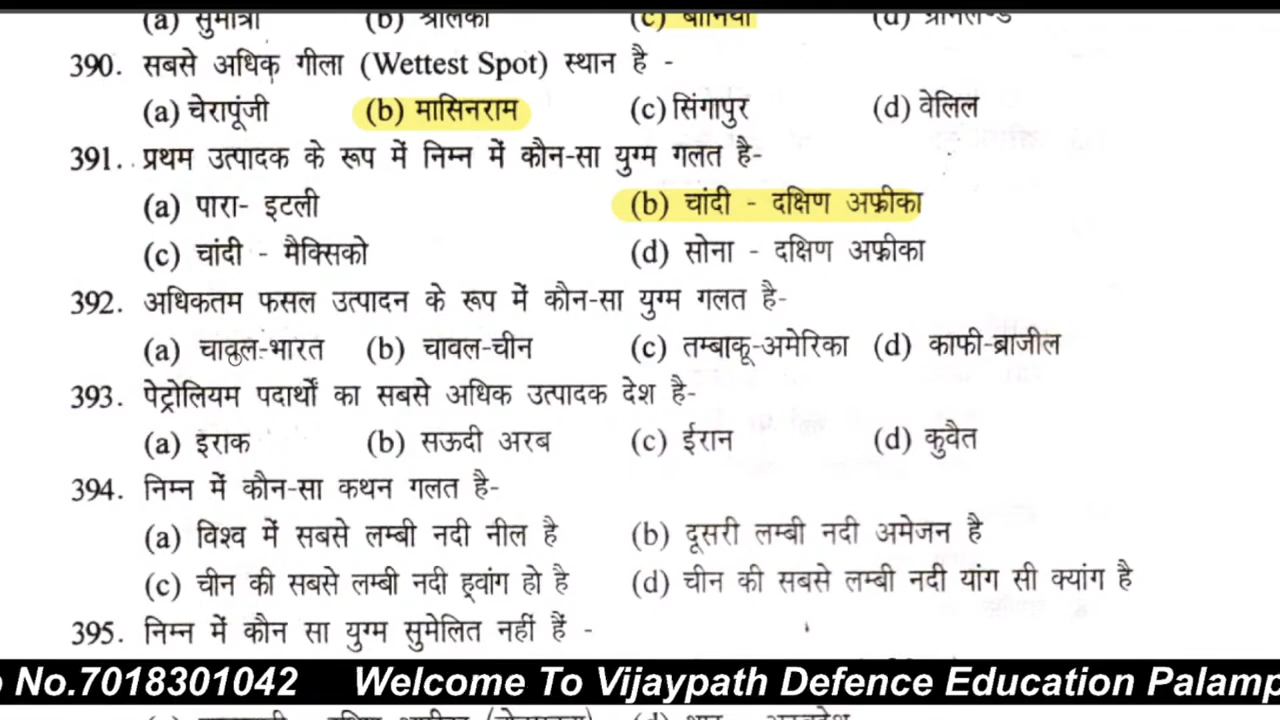 (a) सुमात्रा (b) श्रीलंका (c) बोर्नियो (d) ग्रीनलैण्ड
390. सबसे अधिक गीला (Wettest Spot) स्थान है -
(a) चेरापूंजी (b) मासिनराम (c) सिंगापुर (d) वेलिल
391. प्रथम उत्पादक के रूप में निम्न में कौन-सा युग्म गलत है-
(a) पारा- इटली (b) चांदी - दक्षिण अफ्रीका
(c) चांदी - मैक्सिको (d) सोना - दक्षिण अफ्रीका
392. अधिकतम फसल उत्पादन के रूप में कौन-सा युग्म गलत है-
(a) चावल-भारत (b) चावल-चीन (c) तम्बाकू-अमेरिका (d) काफी-ब्राजील
393. पेट्रोलियम पदार्थों का सबसे अधिक उत्पादक देश है-
(a) इराक (b) सऊदी अरब (c) ईरान (d) कुवैत
394. निम्न में कौन-सा कथन गलत है-
(a) विश्व में सबसे लम्बी नदी नील है (b) दूसरी लम्बी नदी अमेजन है
(c) चीन की सबसे लम्बी नदी ह्वांग हो है (d) चीन की सबसे लम्बी नदी यांग सी क्यांग है
395. निम्न में कौन सा युग्म सुमेलित नहीं हैं -
No.7018301042 Welcome To Vijaypath Defence Education Palamp